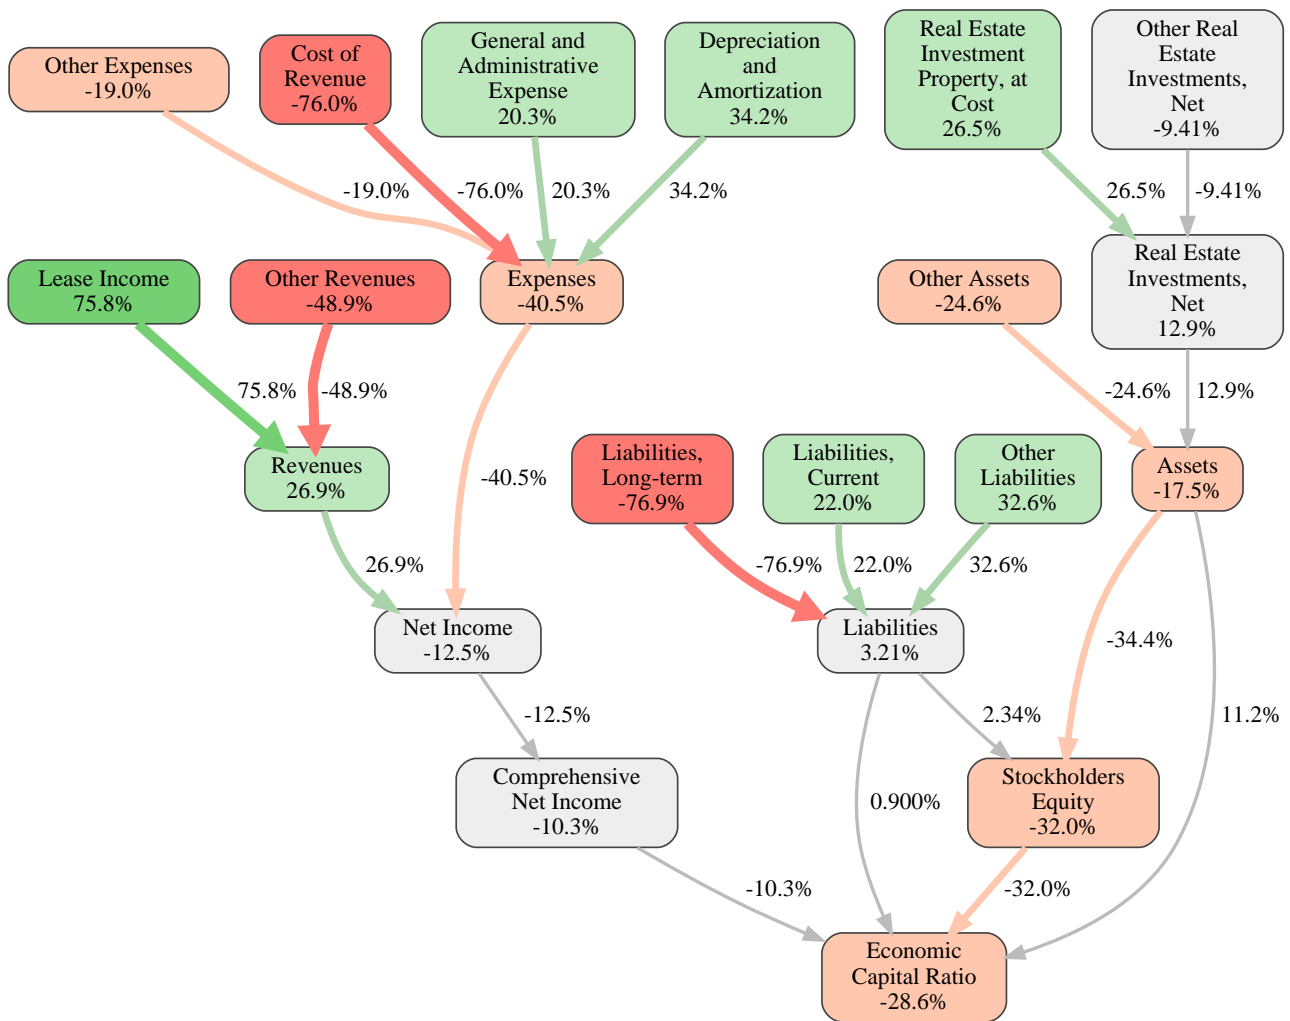 Other Expenses
-19.0%
Cost of
Revenue
-76.0%
General and
Administrative
Expense
20.3%
Depreciation
and
Amortization
34.2%
Real Estate
Investment
Property, at
Cost
26.5%
Other Real
Estate
Investments,
Net
-9.41%
-19.0%
-76.0%
20.3%
34.2%
26.5%
-9.41%
Lease Income
75.8%
Other Revenues
-48.9%
Expenses
-40.5%
Other Assets
-24.6%
Real Estate
Investments,
Net
12.9%
75.8%
-48.9%
-40.5%
-24.6%
12.9%
Revenues
26.9%
Liabilities,
Long-term
-76.9%
Liabilities,
Current
22.0%
Other
Liabilities
32.6%
Assets
-17.5%
26.9%
-76.9%
22.0%
32.6%
-34.4%
11.2%
Net Income
-12.5%
Liabilities
3.21%
-12.5%
2.34%
0.900%
Comprehensive
Net Income
-10.3%
Stockholders
Equity
-32.0%
-10.3%
-32.0%
Economic
Capital Ratio
-28.6%